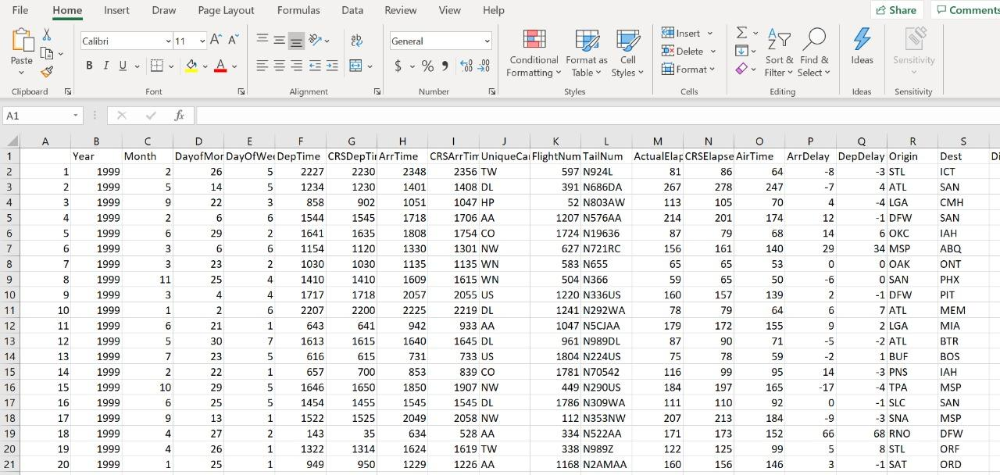 File Home Insert Draw Page Layout Formulas Data Review View Help Share Comments
Calibri 11 A A ab General Insert Σ A Z
Paste B I U A $ % Conditional Formatting Format as Table Cell Styles Delete Sort & Filter Find & Select Ideas Sensitivity
Format
Clipboard Font Alignment Number Styles Cells Editing Ideas Sensitivity
A1 fx
A B C D E F G H I J K L M N O P Q R S
1 Year Month DayofMor DayOfWee DepTime CRSDepTir ArrTime CRSArrTim UniqueCar FlightNum TailNum ActualElap CRSElapse AirTime ArrDelay DepDelay Origin Dest Di
2 1 1999 2 26 5 2227 2230 2348 2356 TW 597 N924L 81 86 64 -8 -3 STL ICT
3 2 1999 5 14 5 1234 1230 1401 1408 DL 391 N686DA 267 278 247 -7 4 ATL SAN
4 3 1999 9 22 3 858 902 1051 1047 HP 52 N803AW 113 105 70 4 -4 LGA CMH
5 4 1999 2 6 6 1544 1545 1718 1706 AA 1207 N576AA 214 201 174 12 -1 DFW SAN
6 5 1999 6 29 2 1641 1635 1808 1754 CO 1724 N19636 87 79 68 14 6 OKC IAH
7 6 1999 3 6 6 1154 1120 1330 1301 NW 627 N721RC 156 161 140 29 34 MSP ABQ
8 7 1999 3 23 2 1030 1030 1135 1135 WN 583 N655 65 65 53 0 0 OAK ONT
9 8 1999 11 25 4 1410 1410 1609 1615 WN 504 N366 59 65 50 -6 0 SAN PHX
10 9 1999 3 4 4 1717 1718 2057 2055 US 1220 N336US 160 157 139 2 -1 DFW PIT
11 10 1999 1 2 6 2207 2200 2225 2219 DL 1241 N292WA 78 79 64 6 7 ATL MEM
12 11 1999 6 21 1 643 641 942 933 AA 1047 N5CJAA 179 172 155 9 2 LGA MIA
13 12 1999 5 30 7 1613 1615 1640 1645 DL 961 N989DL 87 90 71 -5 -2 ATL BTR
14 13 1999 7 23 5 616 615 731 733 US 1804 N224US 75 78 59 -2 1 BUF BOS
15 14 1999 2 22 1 657 700 853 839 CO 1781 N70542 116 99 95 14 -3 PNS IAH
16 15 1999 10 29 5 1646 1650 1850 1907 NW 449 N290US 184 197 165 -17 -4 TPA MSP
17 16 1999 6 25 5 1454 1455 1545 1545 DL 1786 N309WA 111 110 92 0 -1 SLC SAN
18 17 1999 9 13 1 1522 1525 2049 2058 NW 112 N353NW 207 213 184 -9 -3 SNA MSP
19 18 1999 4 27 2 143 35 634 528 AA 334 N522AA 171 173 152 66 68 RNO DFW
20 19 1999 4 26 1 1322 1314 1624 1619 TW 338 N989Z 122 125 99 5 8 STL ORF
21 20 1999 1 25 1 949 950 1229 1226 AA 1168 N2AMAA 160 156 146 3 -1 SAT ORD